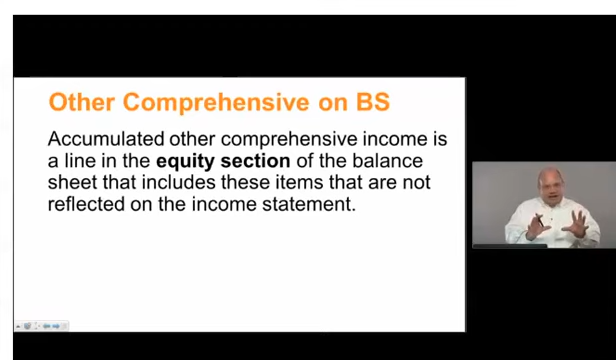 Other Comprehensive on BS
Accumulated other comprehensive income is
a line in the equity section of the balance
sheet that includes these items that are not
reflected on the income statement.